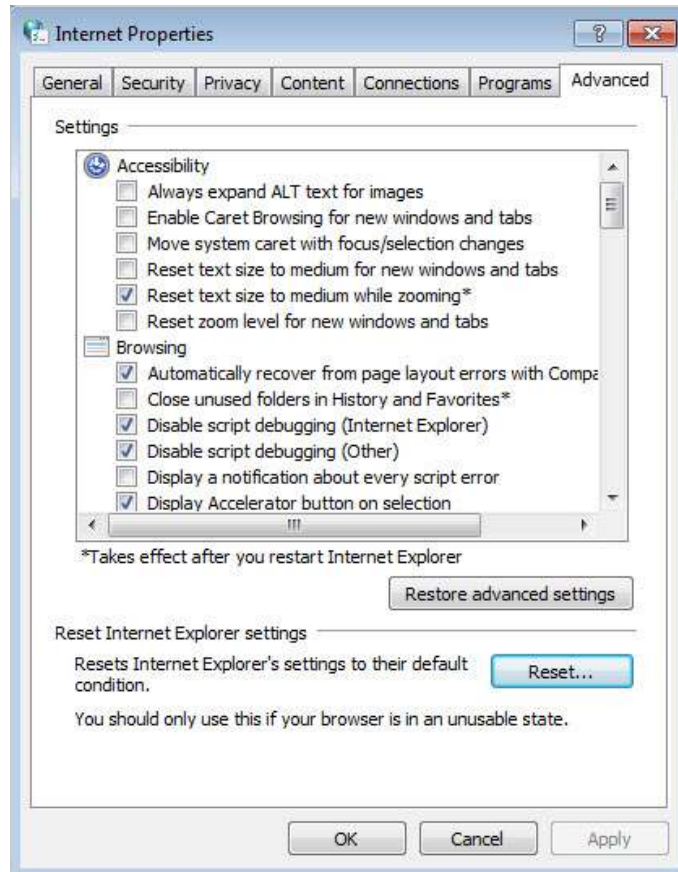 Internet Properties
General Security Privacy Content Connections Programs Advanced
Settings
Accessibility
Always expand ALT text for images
Enable Caret Browsing for new windows and tabs
Move system caret with focus/selection changes
Reset text size to medium for new windows and tabs
Reset text size to medium while zooming*
Reset zoom level for new windows and tabs
Browsing
Automatically recover from page layout errors with Compa
Close unused folders in History and Favorites*
Disable script debugging (Internet Explorer)
Disable script debugging (Other)
Display a notification about every script error
Display Accelerator button on selection
*Takes effect after you restart Internet Explorer
Restore advanced settings
Reset Internet Explorer settings
Resets Internet Explorer's settings to their default
condition.
Reset...
You should only use this if your browser is in an unusable state.
OK Cancel Apply